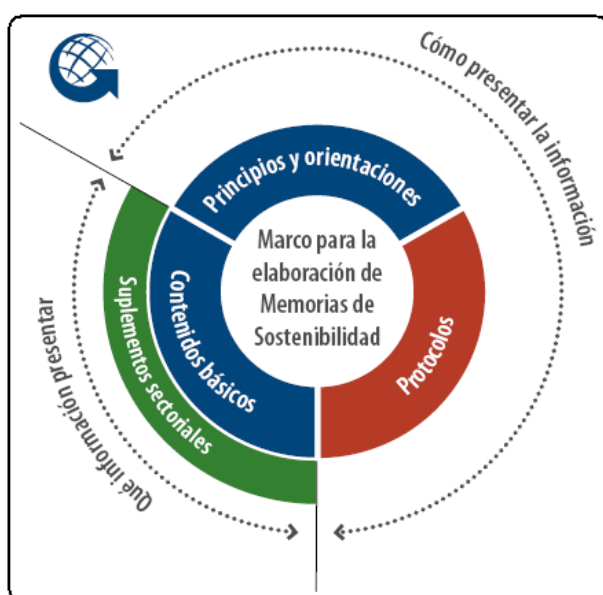 Cómo presentar la información
Principios y orientaciones
Marco para la
elaboración de
Memorias de
Sostenibilidad
Contenidos básicos
Suplementos sectoriales
Protocolos
Qué información presentar